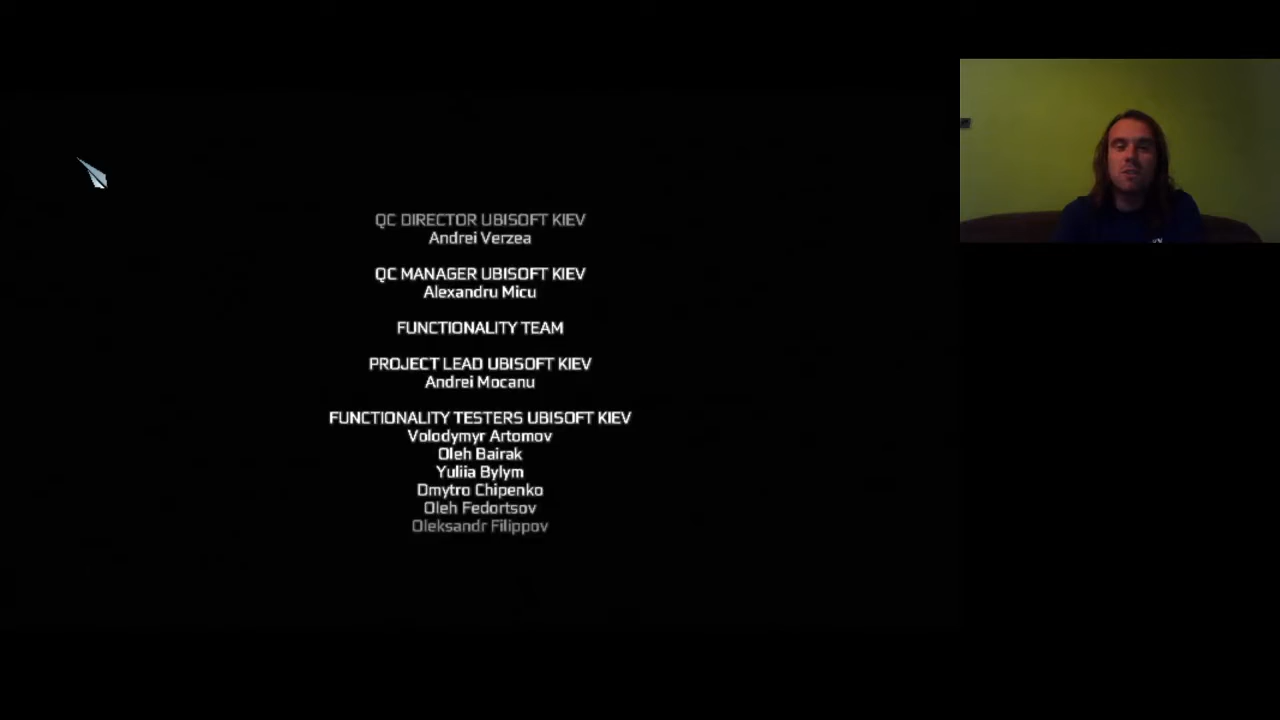 QC DIRECTOR UBISOFT KIEV
Andrei Verzea
QC MANAGER UBISOFT KIEV
Alexandru Micu
FUNCTIONALITY TEAM
PROJECT LEAD UBISOFT KIEV
Andrei Mocanu
FUNCTIONALITY TESTERS UBISOFT KIEV
Volodymyr Artomov
Oleh Bairak
Yuliia Bylym
Dmytro Chipenko
Oleh Fedortsov
Oleksandr Filippov